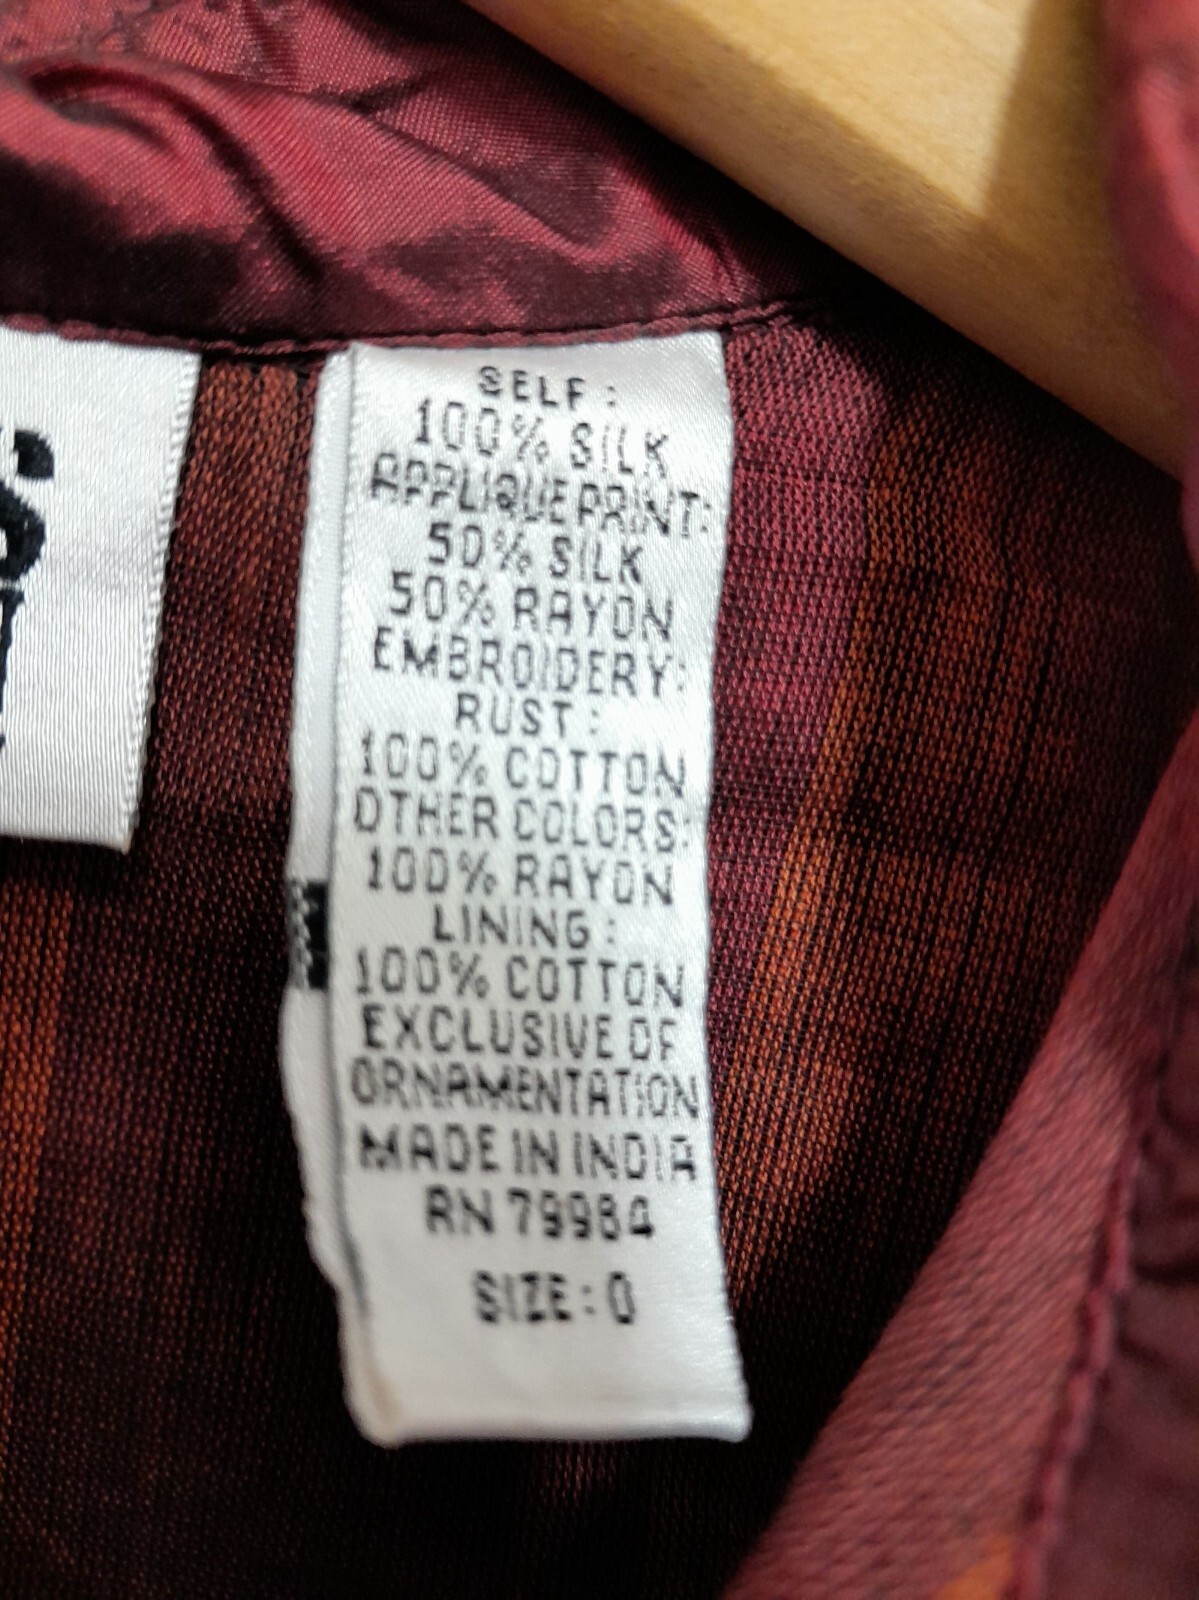 SELF:
100% SILK
APPLIQUE PRINT:
50% SILK
50% RAYON
EMBROIDERY:
RUST:
100% COTTON
OTHER COLORS:
100% RAYON
LINING:
100% COTTON
EXCLUSIVE OF
ORNAMENTATION
MADE IN INDIA
RN 79984
SIZE: 0